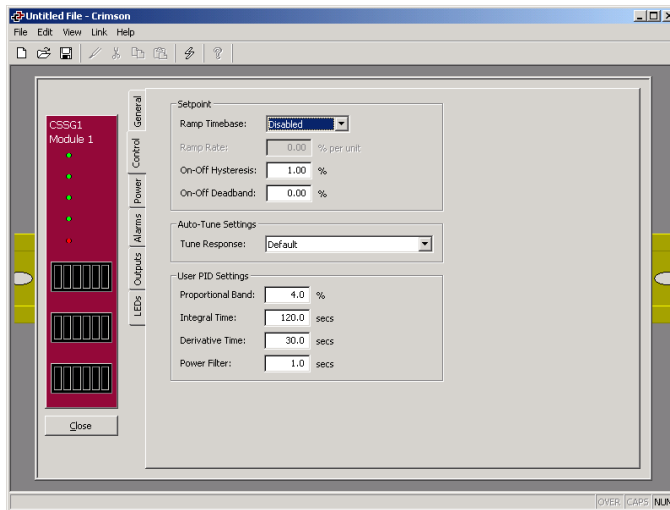 Untitled File - Crimson
File Edit View Link Help
CSSG1
Module 1
Close
General
Control
Power
Alarms
Outputs
LEDs
Setpoint
Ramp Timebase: Disabled
Ramp Rate: 0.00 % per unit
On-Off Hysteresis: 1.00 %
On-Off Deadband: 0.00 %
Auto-Tune Settings
Tune Response: Default
User PID Settings
Proportional Band: 4.0 %
Integral Time: 120.0 secs
Derivative Time: 30.0 secs
Power Filter: 1.0 secs
OVER CAPS NUM